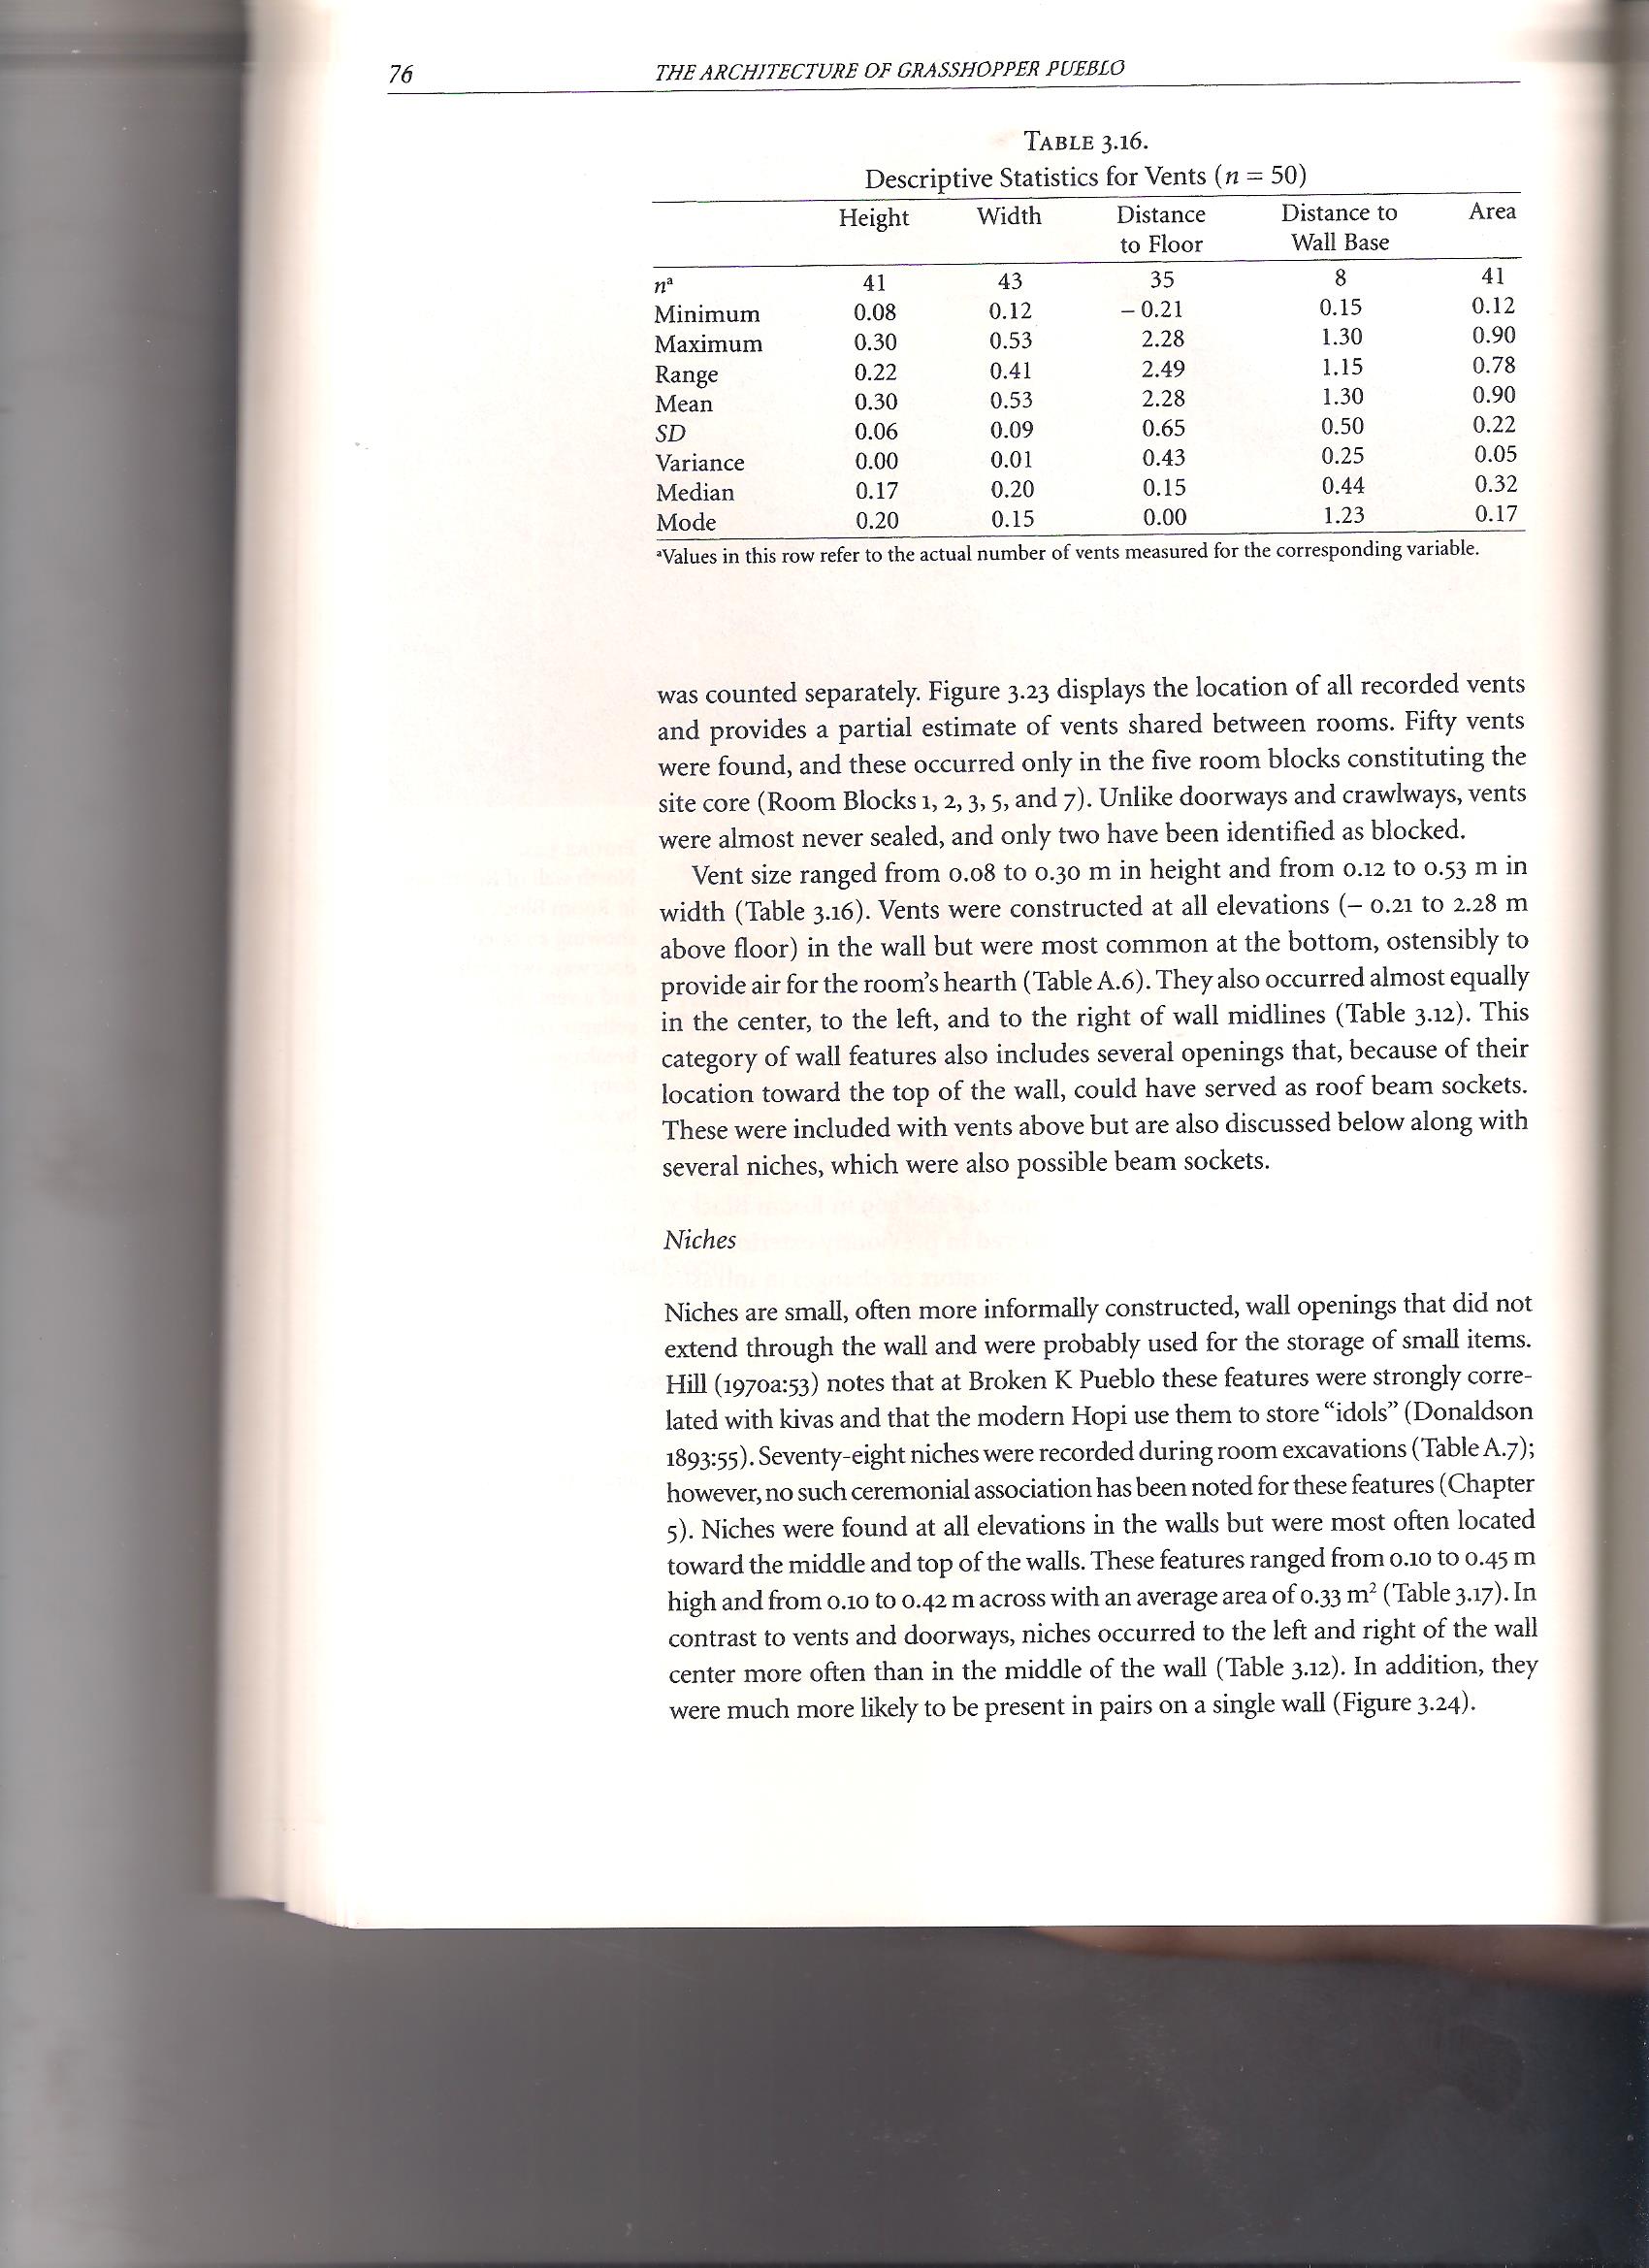 76 THE ARCHITECTURE OF GRASSHOPPER PUEBLO
TABLE 3.16.
Descriptive Statistics for Vents (n = 50)
Height Width Distance to Floor Distance to Wall Base Area
nª 41 43 35 8 41
Minimum 0.08 0.12 – 0.21 0.15 0.12
Maximum 0.30 0.53 2.28 1.30 0.90
Range 0.22 0.41 2.49 1.15 0.78
Mean 0.30 0.53 2.28 1.30 0.90
SD 0.06 0.09 0.65 0.50 0.22
Variance 0.00 0.01 0.43 0.25 0.05
Median 0.17 0.20 0.15 0.44 0.32
Mode 0.20 0.15 0.00 1.23 0.17
ªValues in this row refer to the actual number of vents measured for the corresponding variable.
was counted separately. Figure 3.23 displays the location of all recorded vents
and provides a partial estimate of vents shared between rooms. Fifty vents
were found, and these occurred only in the five room blocks constituting the
site core (Room Blocks 1, 2, 3, 5, and 7). Unlike doorways and crawlways, vents
were almost never sealed, and only two have been identified as blocked.
Vent size ranged from 0.08 to 0.30 m in height and from 0.12 to 0.53 m in
width (Table 3.16). Vents were constructed at all elevations (– 0.21 to 2.28 m
above floor) in the wall but were most common at the bottom, ostensibly to
provide air for the room's hearth (Table A.6). They also occurred almost equally
in the center, to the left, and to the right of wall midlines (Table 3.12). This
category of wall features also includes several openings that, because of their
location toward the top of the wall, could have served as roof beam sockets.
These were included with vents above but are also discussed below along with
several niches, which were also possible beam sockets.
Niches
Niches are small, often more informally constructed, wall openings that did not
extend through the wall and were probably used for the storage of small items.
Hill (1970a:53) notes that at Broken K Pueblo these features were strongly corre-
lated with kivas and that the modern Hopi use them to store “idols” (Donaldson
1893:55). Seventy-eight niches were recorded during room excavations (Table A.7);
however, no such ceremonial association has been noted for these features (Chapter
5). Niches were found at all elevations in the walls but were most often located
toward the middle and top of the walls. These features ranged from 0.10 to 0.45 m
high and from 0.10 to 0.42 m across with an average area of 0.33 m² (Table 3.17). In
contrast to vents and doorways, niches occurred to the left and right of the wall
center more often than in the middle of the wall (Table 3.12). In addition, they
were much more likely to be present in pairs on a single wall (Figure 3.24).